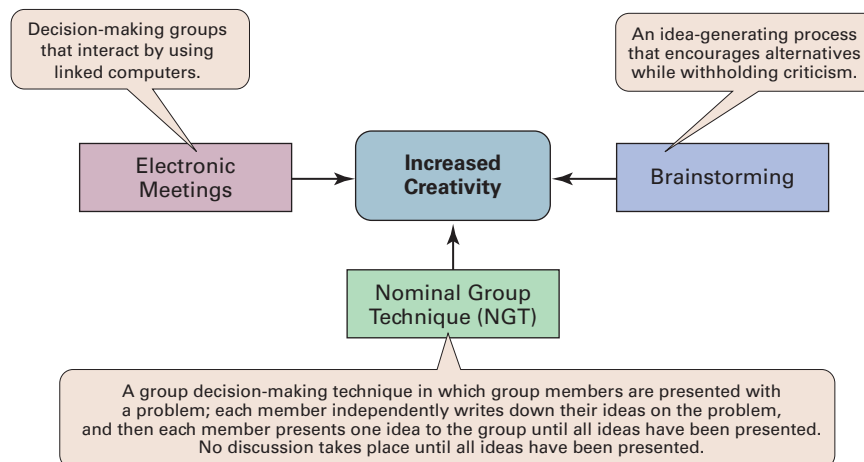 Decision-making groups
that interact by using
linked computers.
An idea-generating process
that encourages alternatives
while withholding criticism.
Electronic
Meetings
Increased
Creativity
Brainstorming
Nominal Group
Technique (NGT)
A group decision-making technique in which group members are presented with
a problem; each member independently writes down their ideas on the problem,
and then each member presents one idea to the group until all ideas have been presented.
No discussion takes place until all ideas have been presented.